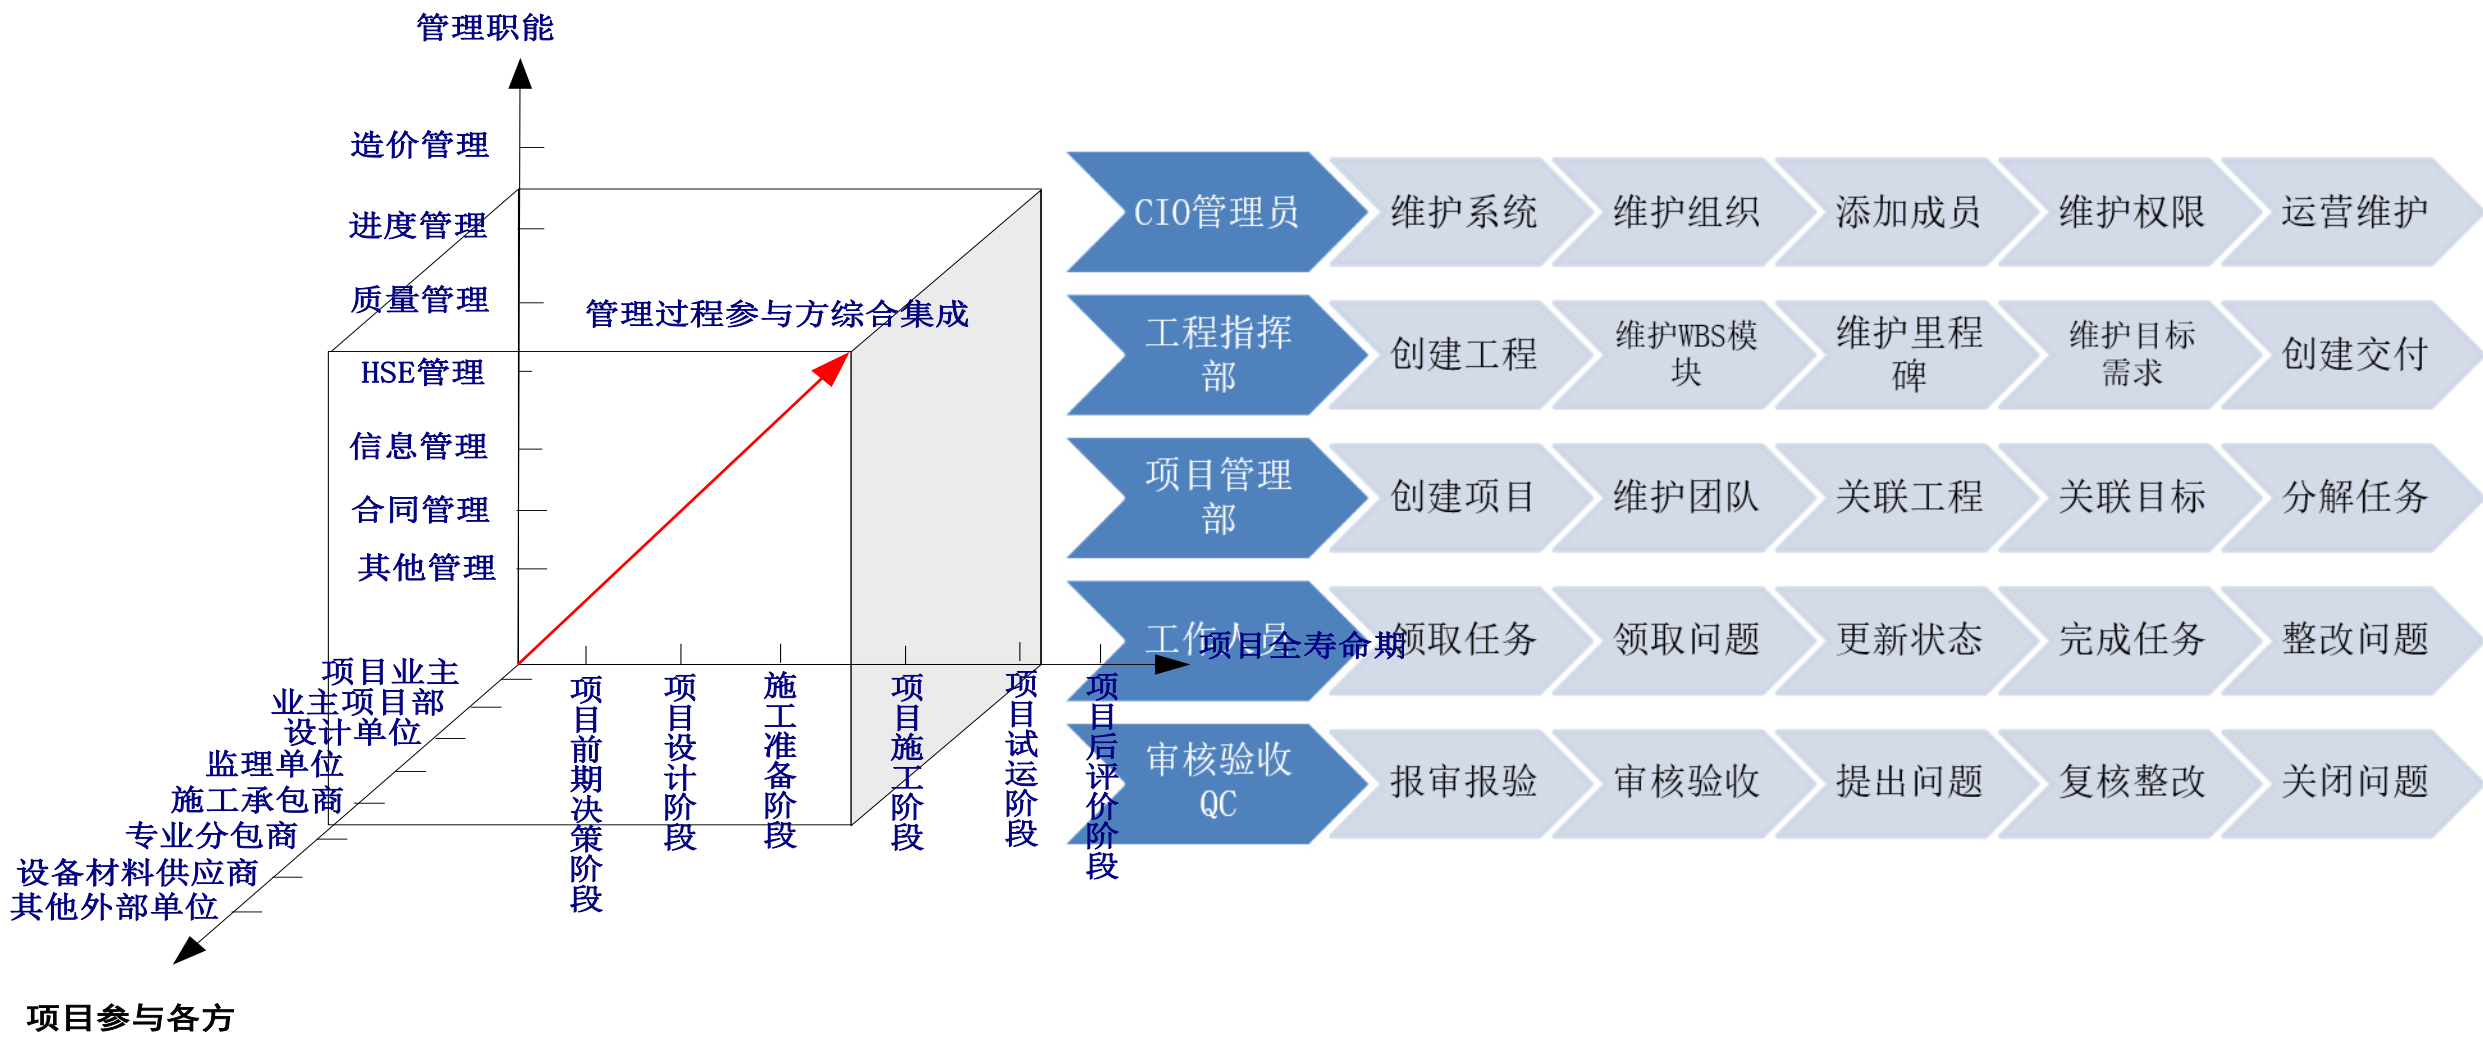 管理职能
造价管理
进度管理
质量管理
HSE管理
信息管理
合同管理
其他管理
管理过程参与方综合集成
项目业主
业主项目部
设计单位
监理单位
施工承包商
专业分包商
设备材料供应商
其他外部单位
项目参与各方
项目前期决策阶段
项目设计阶段
施工准备阶段
项目施工阶段
项目试运阶段
项目后评价阶段
项目全寿命期
CIO管理员
维护系统
维护组织
添加成员
维护权限
运营维护
工程指挥
部
创建工程
维护WBS模
块
维护里程
碑
维护目标
需求
创建交付
项目管理
部
创建项目
维护团队
关联工程
关联目标
分解任务
工作人员
领取任务
领取问题
更新状态
完成任务
整改问题
审核验收
QC
报审报验
审核验收
提出问题
复核整改
关闭问题